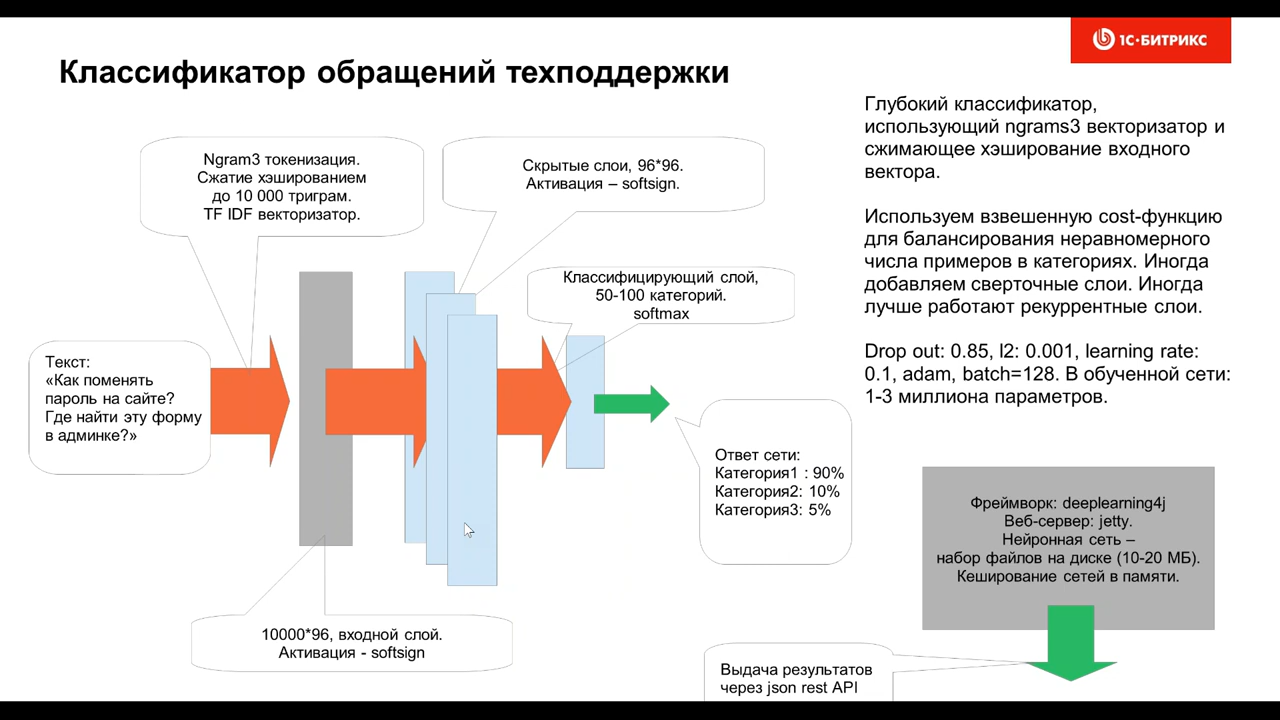 1С·БИТРИКС
Классификатор обращений техподдержки
Глубокий классификатор,
использующий ngrams3 векторизатор и
сжимающее хэширование входного
вектора.
Используем взвешенную cost-функцию
для балансирования неравномерного
числа примеров в категориях. Иногда
добавляем сверточные слои. Иногда
лучше работают рекуррентные слои.
Drop out: 0.85, l2: 0.001, learning rate:
0.1, adam, batch=128. В обученной сети:
1-3 миллиона параметров.
Ngram3 токенизация.
Сжатие хэшированием
до 10 000 триграм.
TF IDF векторизатор.
Скрытые слои, 96*96.
Активация – softsign.
Классифицирующий слой,
50-100 категорий.
softmax
Текст:
«Как поменять
пароль на сайте?
Где найти эту форму
в админке?»
Ответ сети:
Категория1 : 90%
Категория2: 10%
Категория3: 5%
10000*96, входной слой.
Активация - softsign
Фреймворк: deeplearning4j
Веб-сервер: jetty.
Нейронная сеть –
набор файлов на диске (10-20 МБ).
Кеширование сетей в памяти.
Выдача результатов
через json rest API